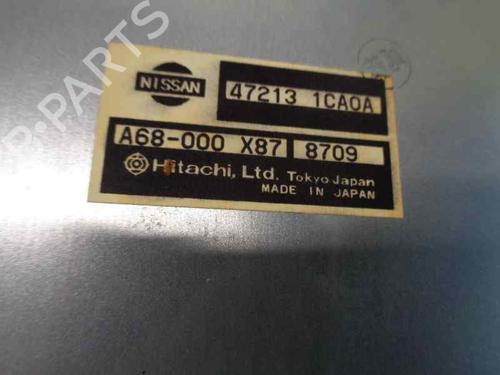 NISSAN
47213 1CA0A
A68-000 X87 8709
Hitachi, Ltd. Tokyo Japan
MADE IN JAPAN
B-PARTS